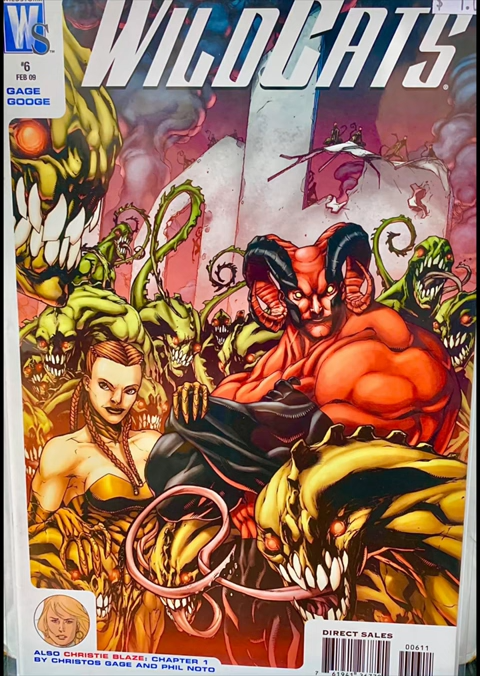 WS
#6
FEB 09
GAGE
GOOGE
WILDCATS
ALSO CHRISTIE BLAZE: CHAPTER 1
BY CHRISTOS GAGE AND PHIL NOTO
DIRECT SALES
00611